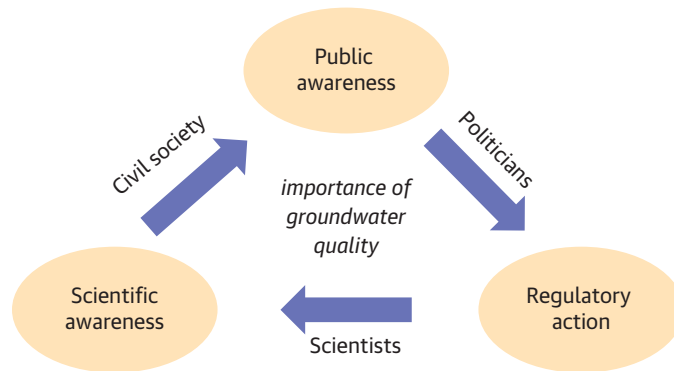 Public
awareness
Civil society
Politicians
importance of
groundwater
quality
Scientific
awareness
Regulatory
action
Scientists